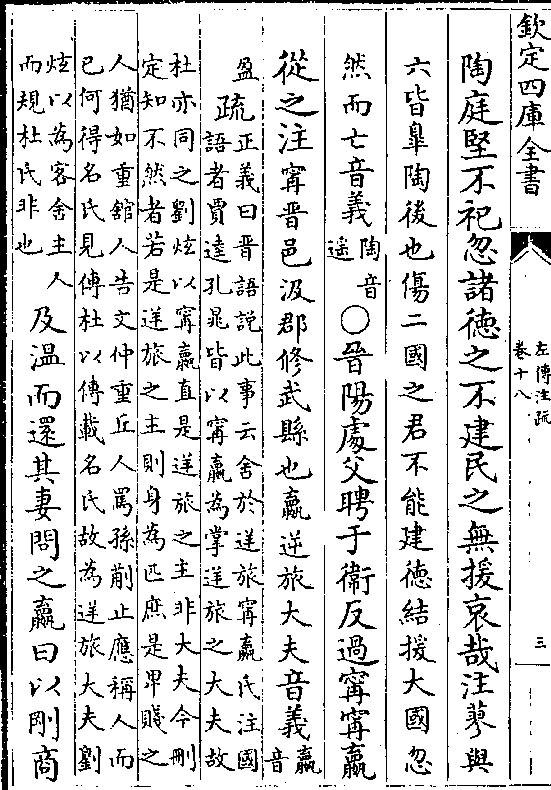 欽定四庫全書
左傳注疏
卷十八
三
陶庭堅不祀忽諸德之不建民之無援哀哉注蓼與
六皆臯陶後也傷二國之君不能建德結援大國忽
然而亡音義陶音遥○晉陽處父聘于衞反過甯甯嬴
從之注甯晉邑汲郡修武縣也嬴逆旅大夫音義嬴音
盈疏正義曰晉語說此事云舍於逆旅甯嬴氏注國
語者賈逵孔晁皆以甯嬴為掌逆旅之大夫故
杜亦同之劉炫以甯嬴直是逆旅之主非大夫今刪
定知不然者若是逆旅之主則身為匹庶是卑賤之
人猶如重舘人告文仲重丘人罵孫蒯止應稱人而
已何得名氏見傳杜以傳載名氏故為逆旅大夫劉
炫以為客舍主人
而規杜氏非也
及温而還其妻問之嬴曰以剛商